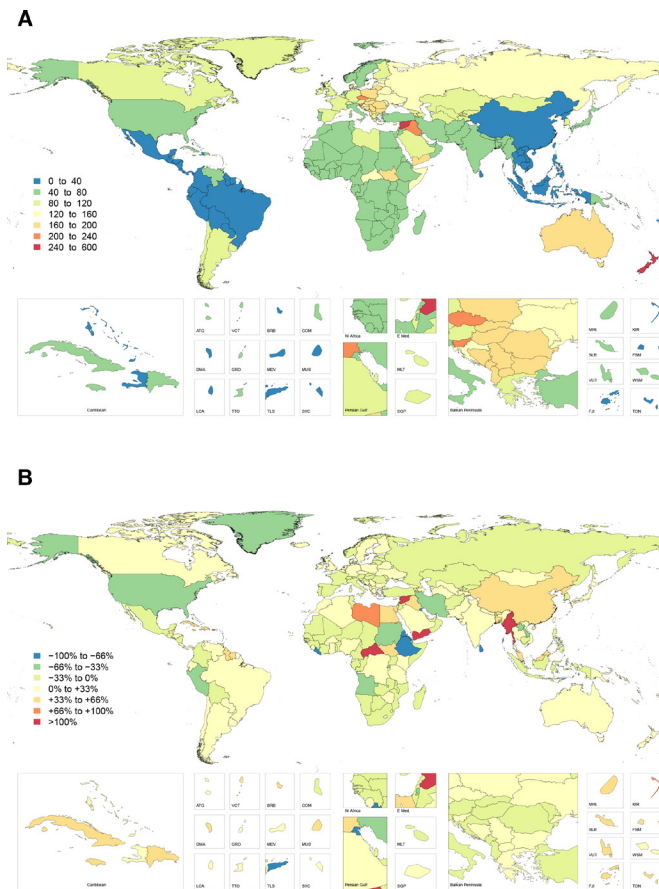 A
0 to 40
40 to 80
80 to 120
120 to 160
160 to 200
200 to 240
240 to 600
ATG VCT BRB COM W Africa E Med. MHL KIR
DMA GRD MDV MUS MLT NLR FSM
VUT WSM
LCA TTO TLS SYC Persian Gulf SGP FJI TON
Caribbean Balkan Peninsula
B
−100% to −66%
−66% to −33%
−33% to 0%
0% to +33%
+33% to +66%
+66% to +100%
>100%
ATG VCT BRB COM W Africa E Med. MHL KIR
DMA GRD MDV MUS MLT NLR FSM
VUT WSM
LCA TTO TLS SYC Persian Gulf SGP FJI TON
Caribbean Balkan Peninsula